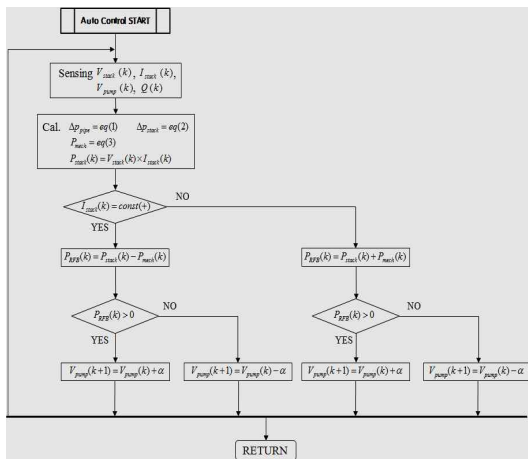 Auto Control START
Sensing V_stack(k), I_stack(k),
V_pump(k), Q(k)
Cal. Δp_pipe = eq(1) Δp_stack = eq(2)
P_mech = eq(3)
P_stack(k) = V_stack(k) × I_stack(k)
I_stack(k) = const(+)
NO
YES
P_RFB(k) = P_stack(k) − P_mech(k)
P_RFB(k) = P_stack(k) + P_mech(k)
P_RFB(k) > 0
NO
P_RFB(k) > 0
NO
YES
YES
V_pump(k+1) = V_pump(k) + α
V_pump(k+1) = V_pump(k) − α
V_pump(k+1) = V_pump(k) + α
V_pump(k+1) = V_pump(k) − α
RETURN